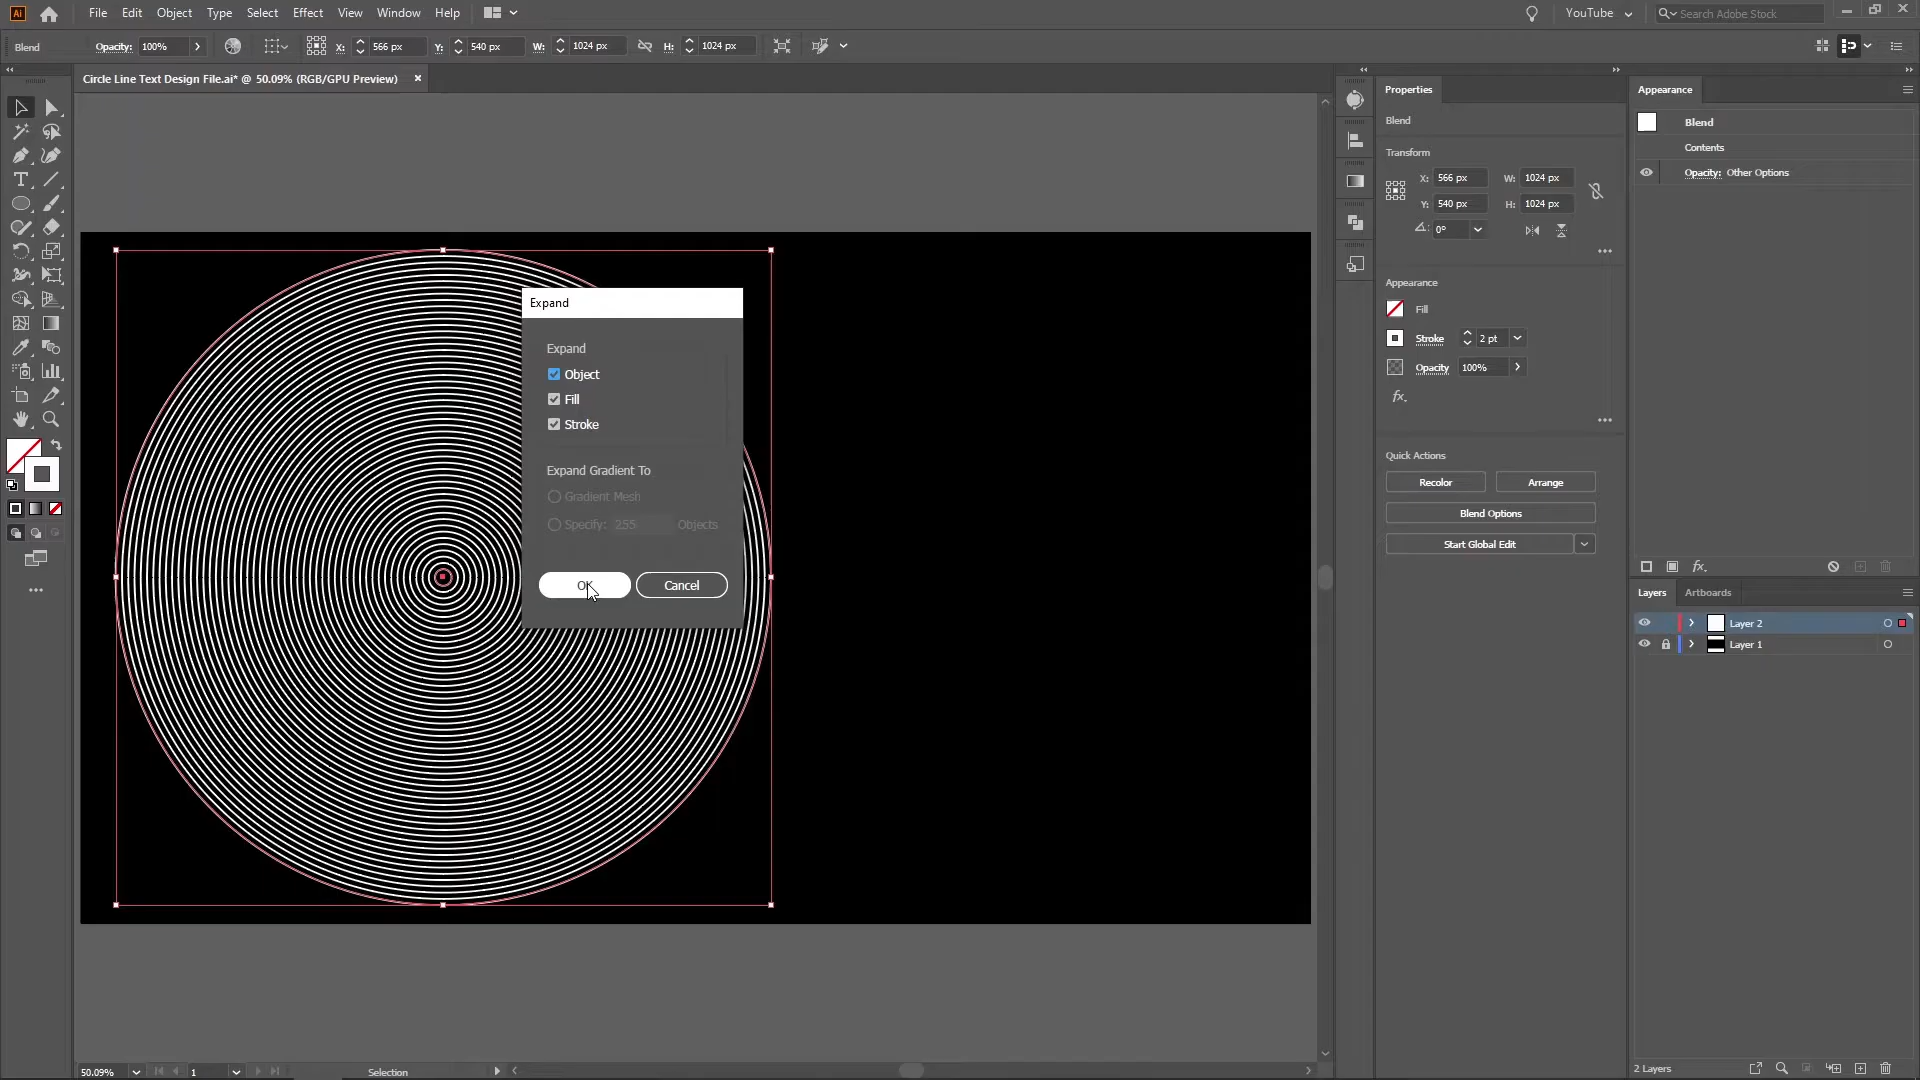 Ai File Edit Object Type Select Effect View Window Help YouTube Search Adobe Stock
Blend Opacity: 100% X: 566 px Y: 540 px W: 1024 px H: 1024 px
Circle Line Text Design File.ai* @ 50.09% (RGB/GPU Preview)
Expand
Expand
Object
Fill
Stroke
Expand Gradient To
Gradient Mesh
Specify: 255 Objects
OK Cancel
Properties
Blend
Transform
X: 566 px W: 1024 px
Y: 540 px H: 1024 px
0°
Appearance
Fill
Stroke 2 pt
Opacity 100%
fx.
Quick Actions
Recolor Arrange
Blend Options
Start Global Edit
Appearance
Blend
Contents
Opacity: Other Options
fx.
Layers Artboards
Layer 2
Layer 1
2 Layers
50.09% 1 Selection